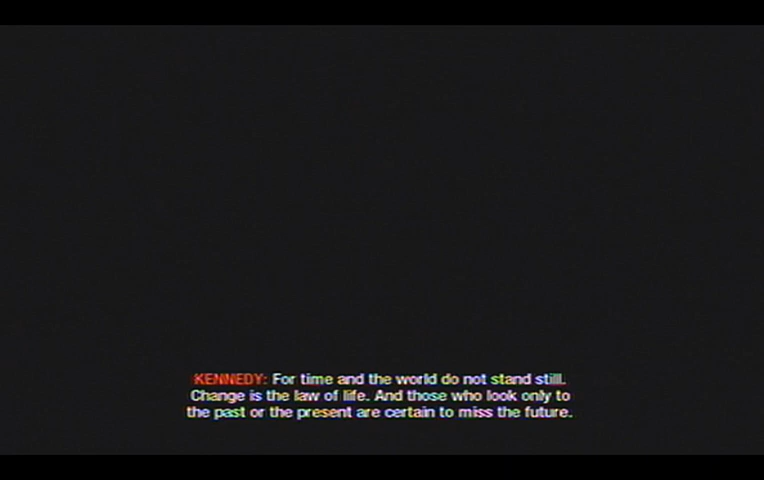 KENNEDY: For time and the world do not stand still.
Change is the law of life. And those who look only to
the past or the present are certain to miss the future.